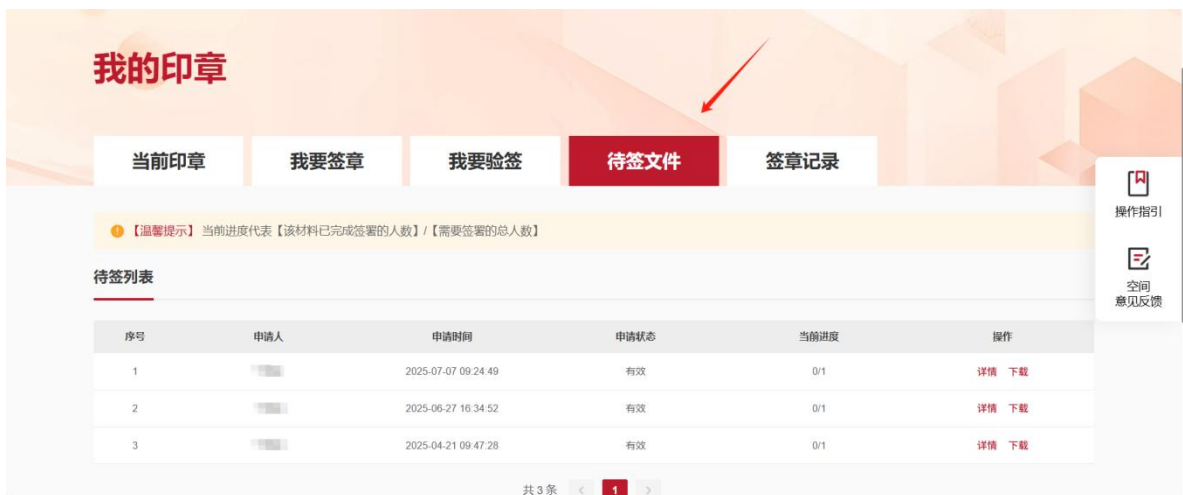 我的印章
当前印章 我要签章 我要验签 待签文件 签章记录
操作指引
【温馨提示】当前进度代表【该材料已完成签署的人数】/【需要签署的总人数】
空间
意见反馈
待签列表
序号 申请人 申请时间 申请状态 当前进度 操作
1 2025-07-07 09:24:49 有效 0/1 详情 下载
2 2025-06-27 16:34:52 有效 0/1 详情 下载
3 2025-04-21 09:47:28 有效 0/1 详情 下载
共3条 < 1 >